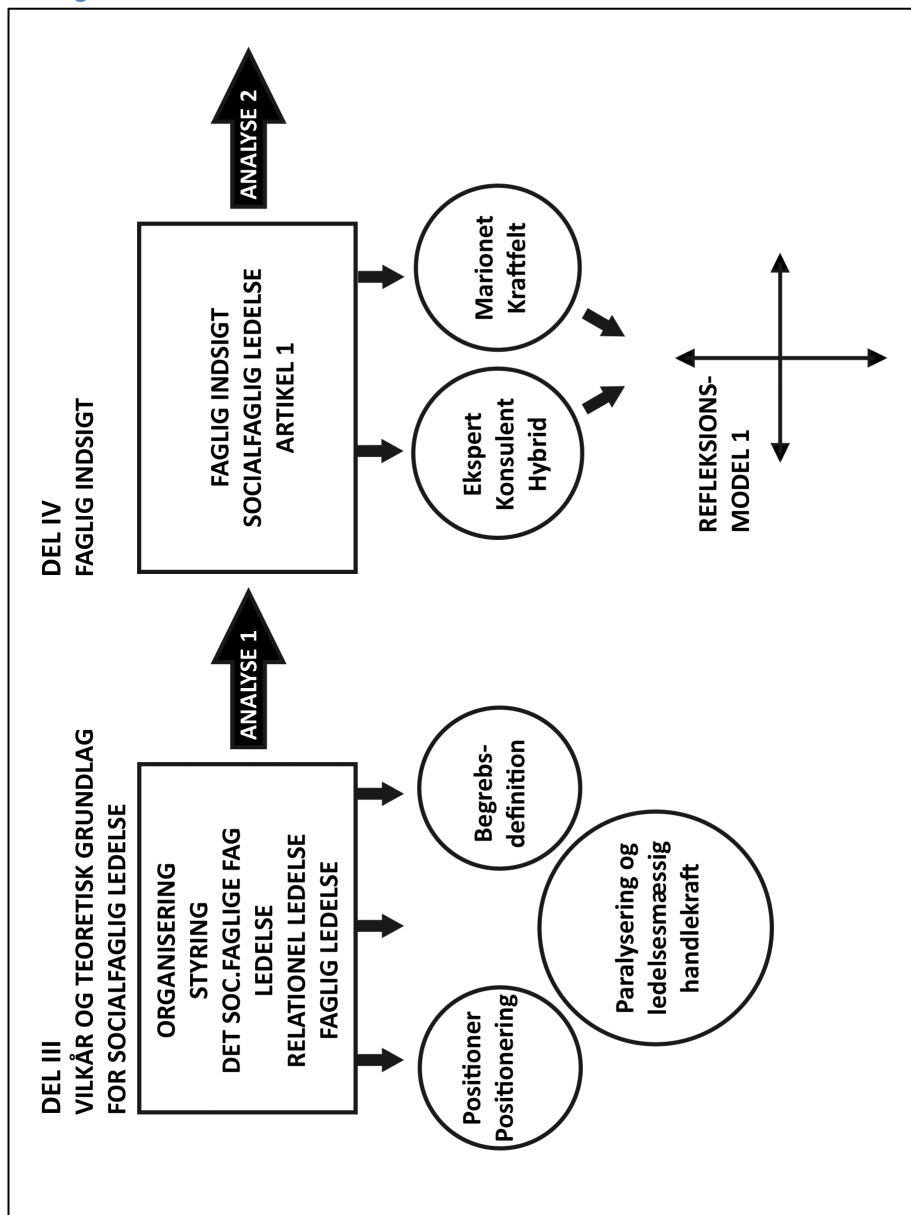 DEL III
VILKÅR OG TEORETISK GRUNDLAG
FOR SOCIALFAGLIG LEDELSE
ORGANISERING
STYRING
DET SOC.FAGLIGE FAG
LEDELSE
RELATIONEL LEDELSE
FAGLIG LEDELSE
ANALYSE 1
Positioner
Positionering
Paralysering og
ledelsesmæssig
handlekraft
Begrebs-
definition
DEL IV
FAGLIG INDSIGT
FAGLIG INDSIGT
SOCIALFAGLIG LEDELSE
ARTIKEL 1
ANALYSE 2
Ekspert
Konsulent
Hybrid
Marionet
Kraftfelt
REFLEKSIONS-
MODEL 1